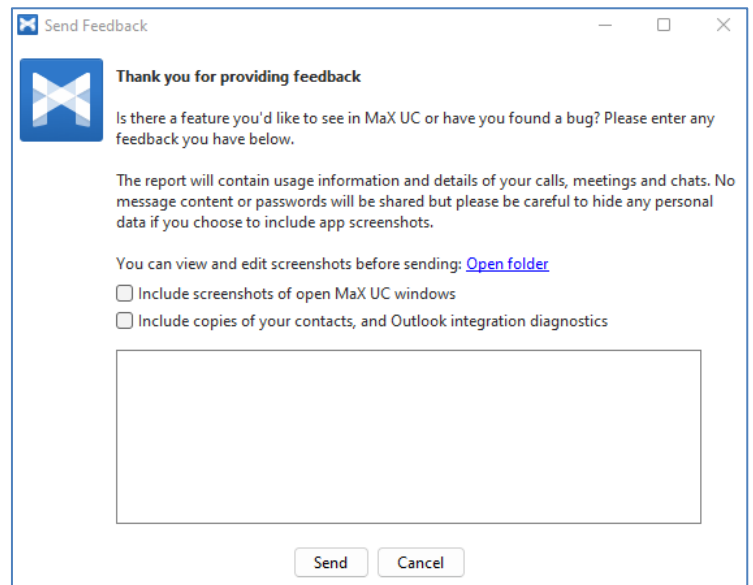 Send Feedback
Thank you for providing feedback
Is there a feature you'd like to see in MaX UC or have you found a bug? Please enter any
feedback you have below.
The report will contain usage information and details of your calls, meetings and chats. No
message content or passwords will be shared but please be careful to hide any personal
data if you choose to include app screenshots.
You can view and edit screenshots before sending: Open folder
Include screenshots of open MaX UC windows
Include copies of your contacts, and Outlook integration diagnostics
Send Cancel